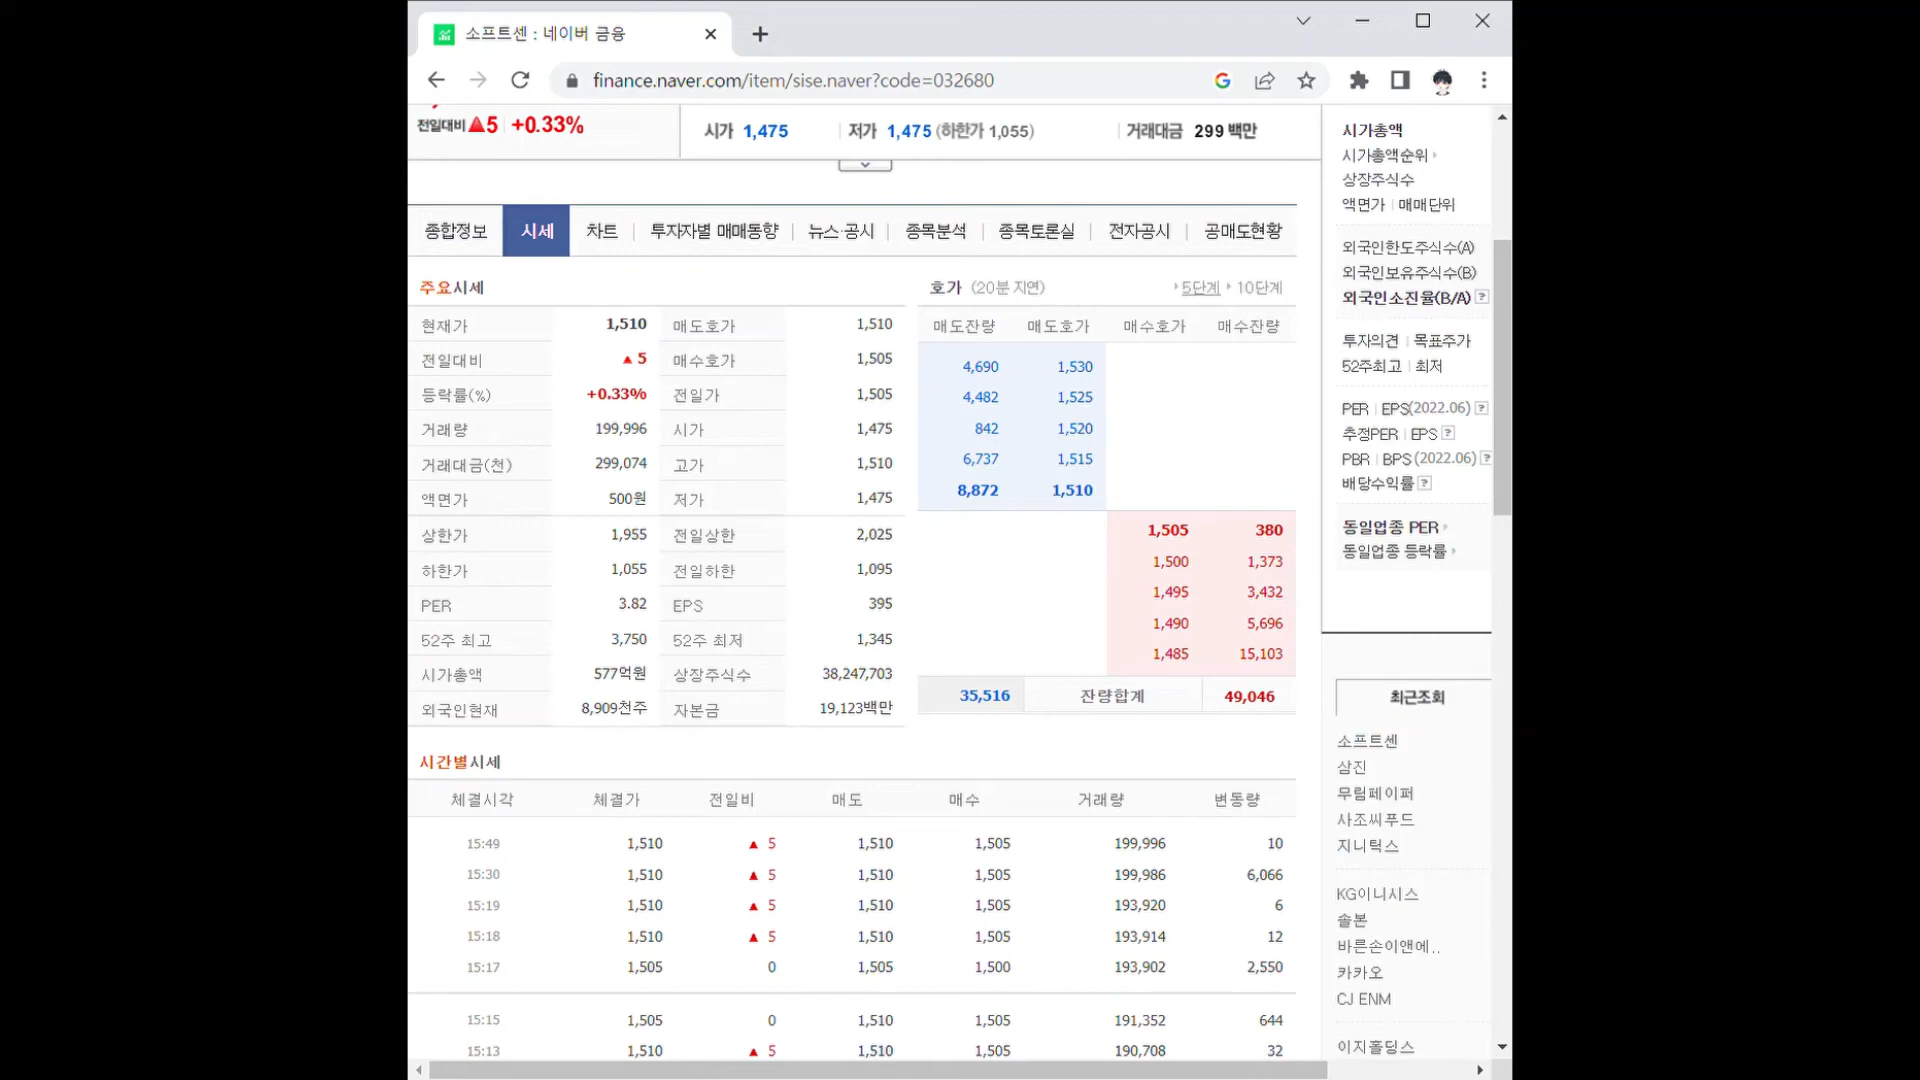 소프트센 : 네이버 금융
finance.naver.com/item/sise.naver?code=032680
전일대비 ▲5 +0.33%
시가 1,475 저가 1,475 (하한가 1,055) 거래대금 299 백만
종합정보 시세 차트 투자자별 매매동향 뉴스·공시 종목분석 종목토론실 전자공시 공매도현황
주요시세
현재가 1,510 매도호가 1,510
전일대비 ▲ 5 매수호가 1,505
등락률(%) +0.33% 전일가 1,505
거래량 199,996 시가 1,475
거래대금(천) 299,074 고가 1,510
액면가 500원 저가 1,475
상한가 1,955 전일상한 2,025
하한가 1,055 전일하한 1,095
PER 3.82 EPS 395
52주 최고 3,750 52주 최저 1,345
시가총액 577억원 상장주식수 38,247,703
외국인현재 8,909천주 자본금 19,123백만
호가 (20분 지연) 5단계 10단계
매도잔량 매도호가 매수호가 매수잔량
4,690 1,530
4,482 1,525
842 1,520
6,737 1,515
8,872 1,510
1,505 380
1,500 1,373
1,495 3,432
1,490 5,696
1,485 15,103
35,516 잔량합계 49,046
시간별시세
체결시각 체결가 전일비 매도 매수 거래량 변동량
15:49 1,510 ▲ 5 1,510 1,505 199,996 10
15:30 1,510 ▲ 5 1,510 1,505 199,986 6,066
15:19 1,510 ▲ 5 1,510 1,505 193,920 6
15:18 1,510 ▲ 5 1,510 1,505 193,914 12
15:17 1,505 0 1,505 1,500 193,902 2,550
15:15 1,505 0 1,510 1,505 191,352 644
15:13 1,510 ▲ 5 1,510 1,505 190,708 32
시가총액
시가총액순위
상장주식수
액면가 | 매매단위
외국인한도주식수(A)
외국인보유주식수(B)
외국인소진율(B/A) ?
투자의견 | 목표주가
52주최고 | 최저
PER | EPS(2022.06) ?
추정PER | EPS ?
PBR | BPS (2022.06) ?
배당수익률 ?
동일업종 PER
동일업종 등락률
최근조회
소프트센
삼진
무림페이퍼
사조씨푸드
지니틱스
KG이니시스
솔본
바른손이앤에..
카카오
CJ ENM
이지홀딩스